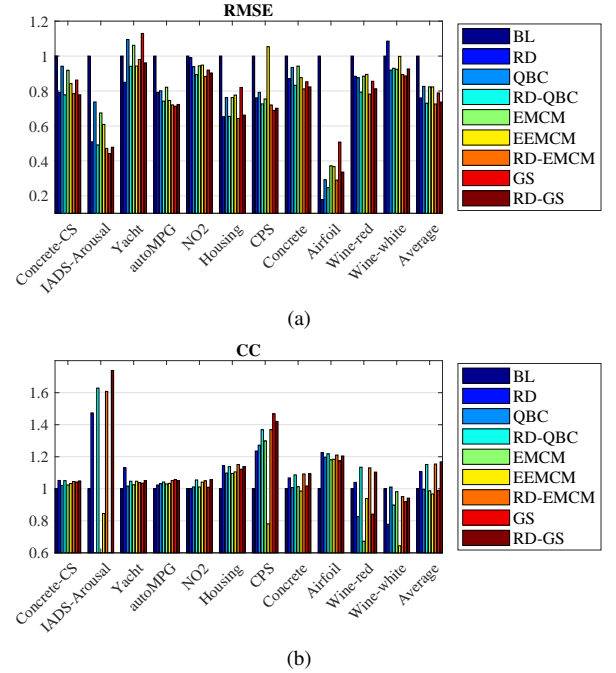 RMSE
1.2
1
0.8
0.6
0.4
0.2
Concrete-CS
IADS-Arousal
Yacht
autoMPG
NO2
Housing
CPS
Concrete
Airfoil
Wine-red
Wine-white
Average
BL
RD
QBC
RD-QBC
EMCM
EEMCM
RD-EMCM
GS
RD-GS
(a)
CC
1.6
1.4
1.2
1
0.8
0.6
Concrete-CS
IADS-Arousal
Yacht
autoMPG
NO2
Housing
CPS
Concrete
Airfoil
Wine-red
Wine-white
Average
BL
RD
QBC
RD-QBC
EMCM
EEMCM
RD-EMCM
GS
RD-GS
(b)